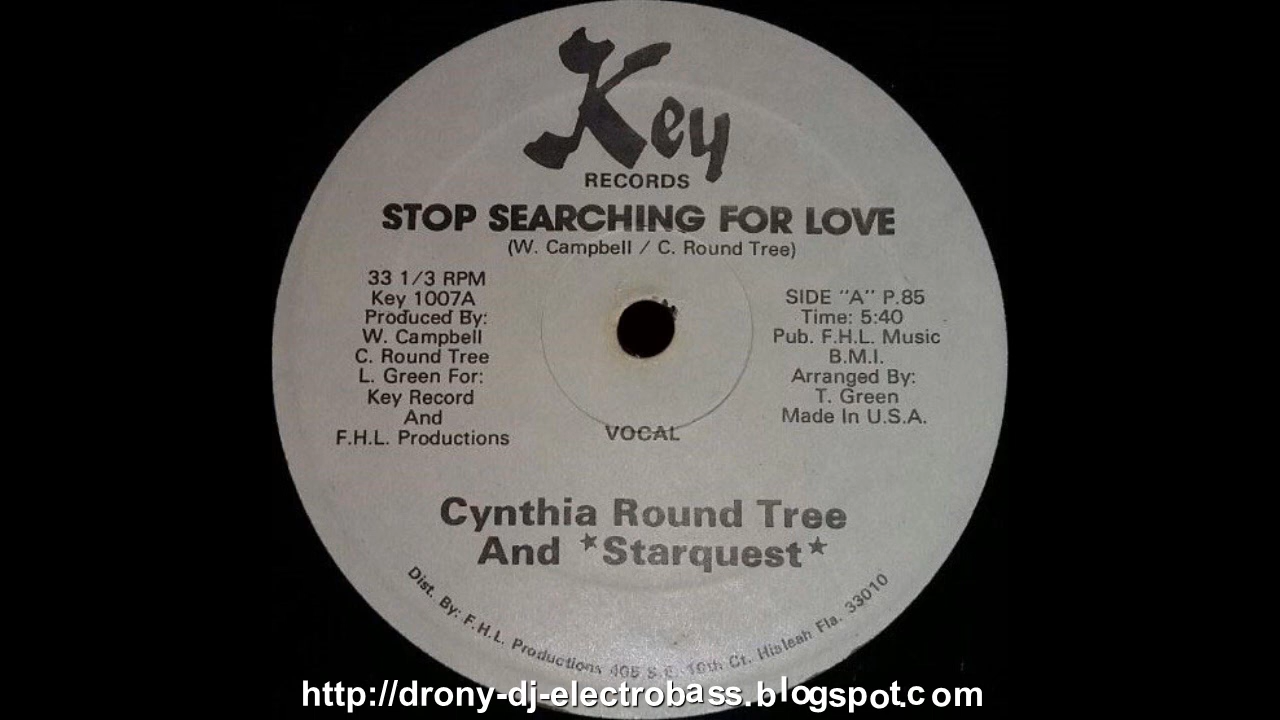 Key
RECORDS
STOP SEARCHING FOR LOVE
(W. Campbell / C. Round Tree)
33 1/3 RPM
Key 1007A
Produced By:
W. Campbell
C. Round Tree
L. Green For:
Key Record
And
F.H.L. Productions
SIDE "A" P.85
Time: 5:40
Pub. F.H.L. Music
B.M.I.
Arranged By:
T. Green
Made In U.S.A.
VOCAL
Cynthia Round Tree
And *Starquest*
Dist. By: F.H.L. Productions 405 S.E. 10th Ct. Hialeah Fla. 33010
http://drony-dj-electrobass.blogspot.com